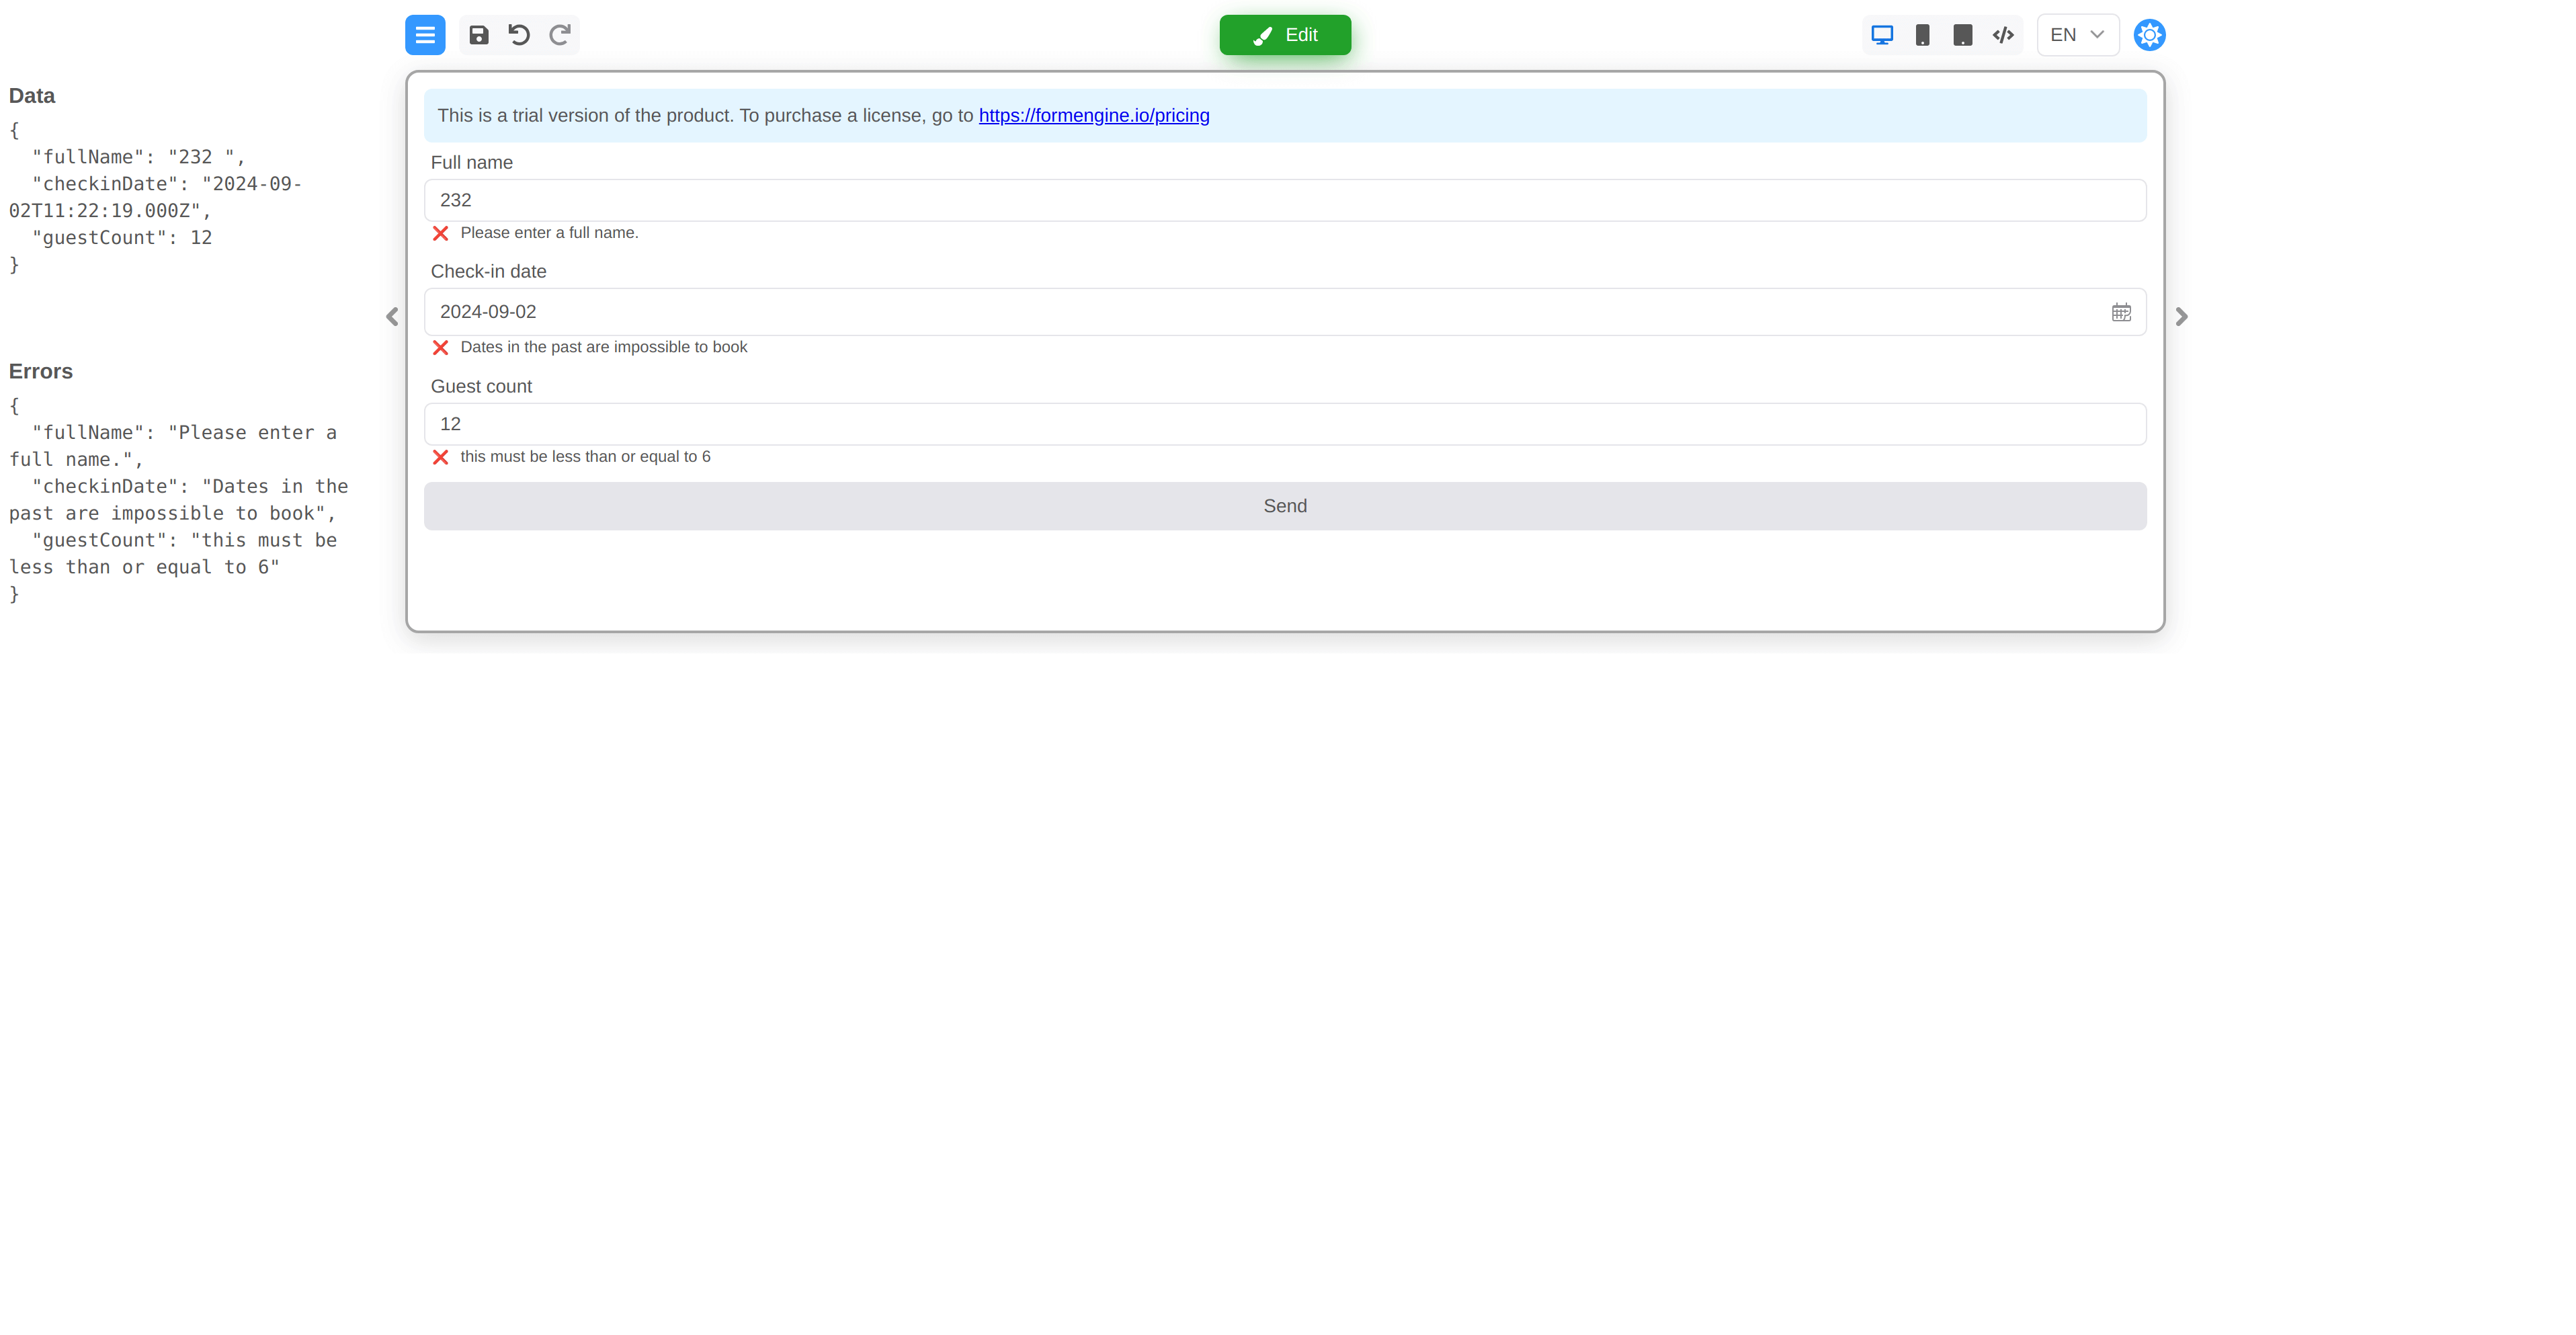 Edit
EN
Data
{
  "fullName": "232 ",
  "checkinDate": "2024-09-
02T11:22:19.000Z",
  "guestCount": 12
}
Errors
{
  "fullName": "Please enter a
full name.",
  "checkinDate": "Dates in the
past are impossible to book",
  "guestCount": "this must be
less than or equal to 6"
}
This is a trial version of the product. To purchase a license, go to https://formengine.io/pricing
Full name
232
Please enter a full name.
Check-in date
2024-09-02
Dates in the past are impossible to book
Guest count
12
this must be less than or equal to 6
Send